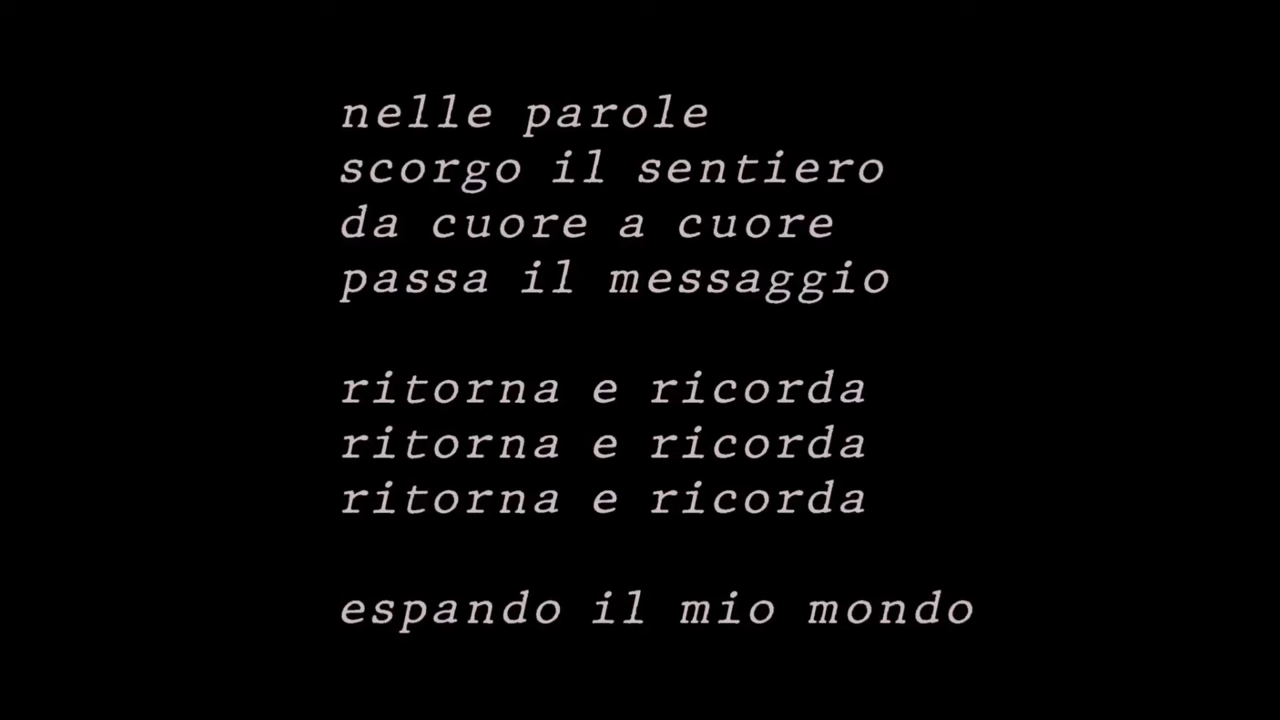 nelle parole
scorgo il sentiero
da cuore a cuore
passa il messaggio
ritorna e ricorda
ritorna e ricorda
ritorna e ricorda
espando il mio mondo